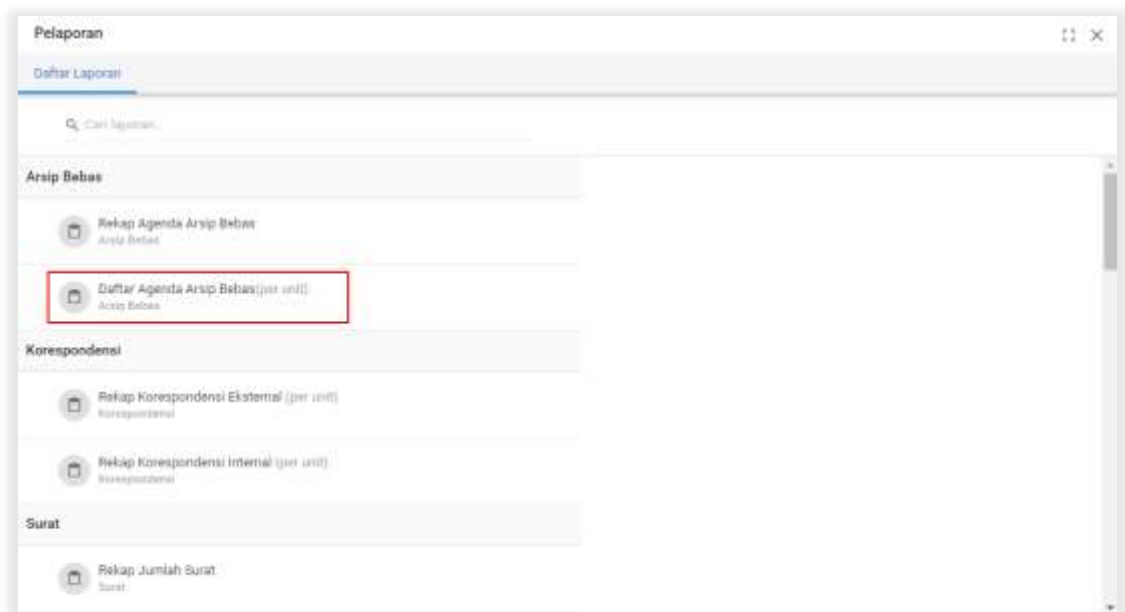 Pelaporan
Daftar Laporan
Cari laporan..
Arsip Bebas
Rekap Agenda Arsip Bebas
Arsip Bebas
Daftar Agenda Arsip Bebas(per unit)
Arsip Bebas
Korespondensi
Rekap Korespondensi Eksternal (per unit)
Korespondensi
Rekap Korespondensi Internal (per unit)
Korespondensi
Surat
Rekap Jumlah Surat
Surat